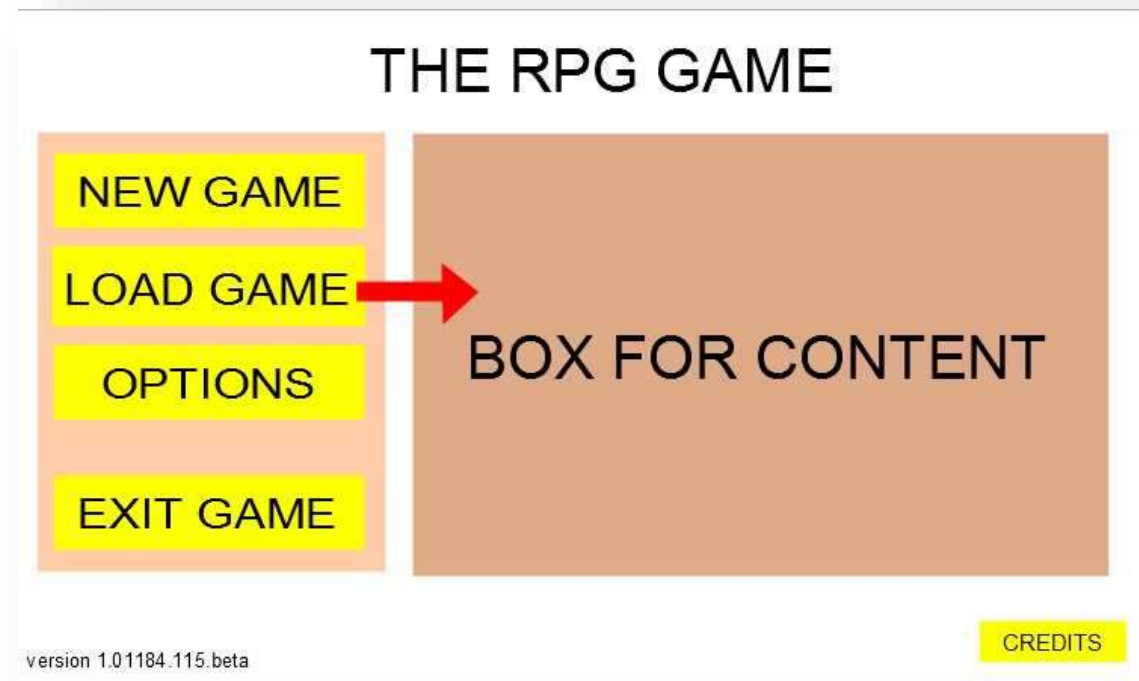 THE RPG GAME
NEW GAME
LOAD GAME
OPTIONS
EXIT GAME
BOX FOR CONTENT
CREDITS
version 1.01184.115.beta